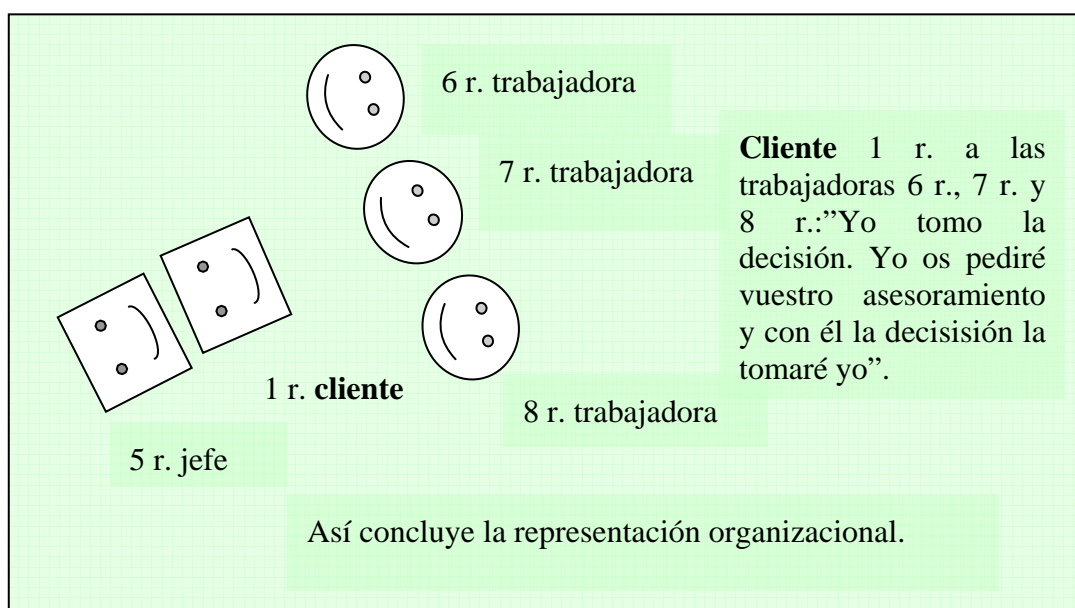 6 r. trabajadora
7 r. trabajadora
Cliente 1 r. a las
trabajadoras 6 r., 7 r. y
8 r.:”Yo tomo la
decisión. Yo os pediré
vuestro asesoramiento
y con él la decisisión la
tomaré yo”.
1 r. cliente
8 r. trabajadora
5 r. jefe
Así concluye la representación organizacional.